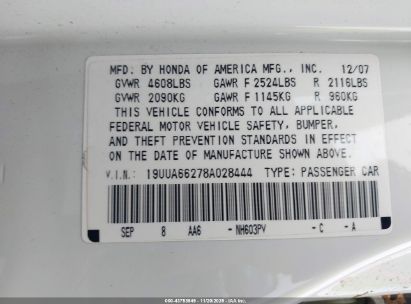 MFD. BY HONDA OF AMERICA MFG., INC. 12/07
GVWR 4608LBS GAWR F 2524LBS R 2116LBS
GVWR 2090KG GAWR F 1145KG R 960KG
THIS VEHICLE CONFORMS TO ALL APPLICABLE
FEDERAL MOTOR VEHICLE SAFETY, BUMPER,
AND THEFT PREVENTION STANDARDS IN EFFECT
ON THE DATE OF MANUFACTURE SHOWN ABOVE.
V.I.N.: 19UUA66278A028444 TYPE: PASSENGER CAR
SEP 8 AA6 - NH603PV - C - A